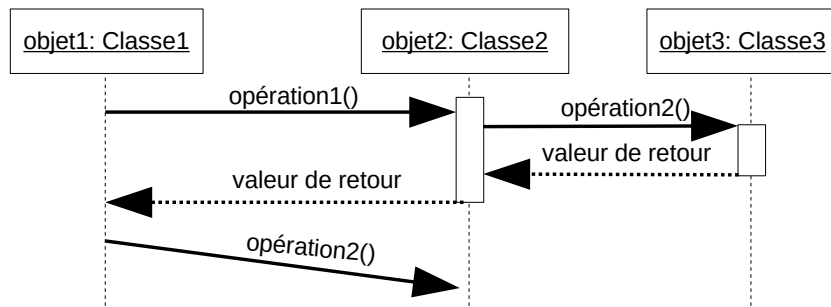 objet1: Classe1
objet2: Classe2
objet3: Classe3
opération1()
opération2()
valeur de retour
valeur de retour
opération2()